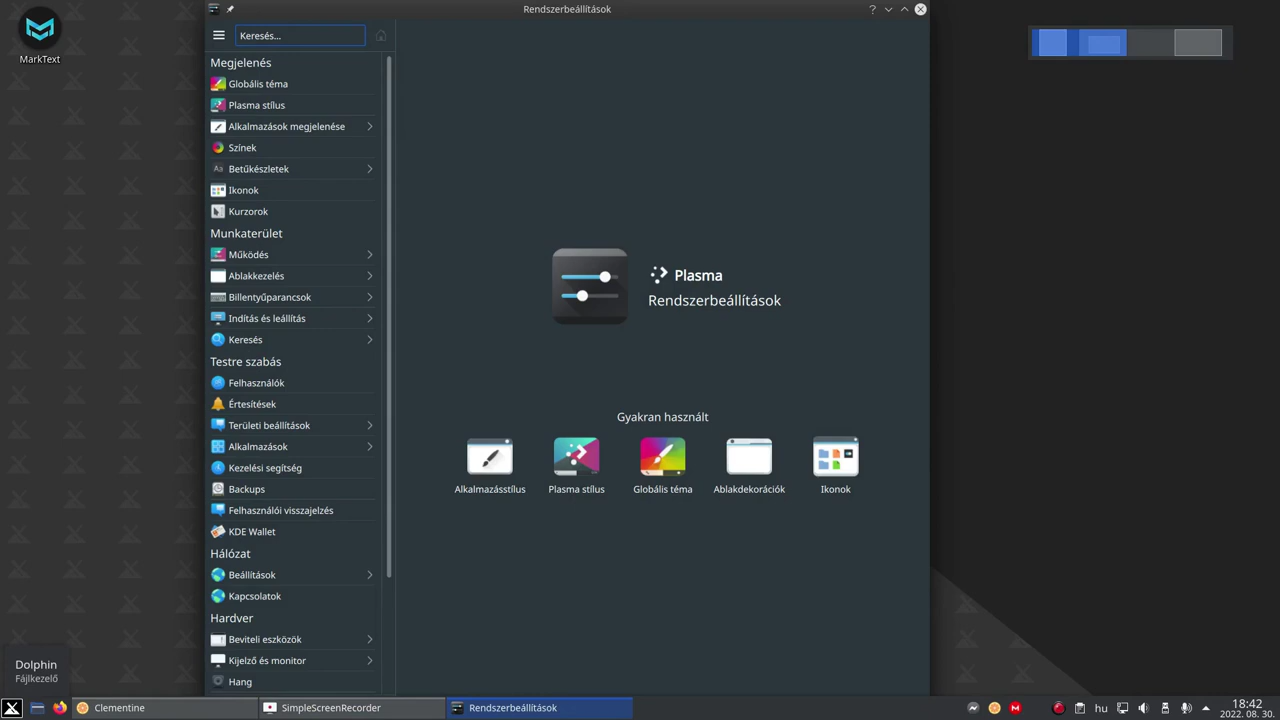 Rendszerbeállítások
MarkText
Keresés...
Megjelenés
Globális téma
Plasma stílus
Alkalmazások megjelenése
Színek
Aa Betűkészletek
Ikonok
Kurzorok
Munkaterület
Működés
Ablakkezelés
Billentyűparancsok
Indítás és leállítás
Keresés
Testre szabás
Felhasználók
Értesítések
Területi beállítások
Alkalmazások
Kezelési segítség
Backups
Felhasználói visszajelzés
KDE Wallet
Hálózat
Beállítások
Kapcsolatok
Hardver
Beviteli eszközök
Kijelző és monitor
Hang
Plasma
Rendszerbeállítások
Gyakran használt
Alkalmazásstílus
Plasma stílus
Globális téma
Ablakdekorációk
Ikonok
Dolphin
Fájlkezelő
Clementine
SimpleScreenRecorder
Rendszerbeállítások
hu
18:42
2022. 08. 30.